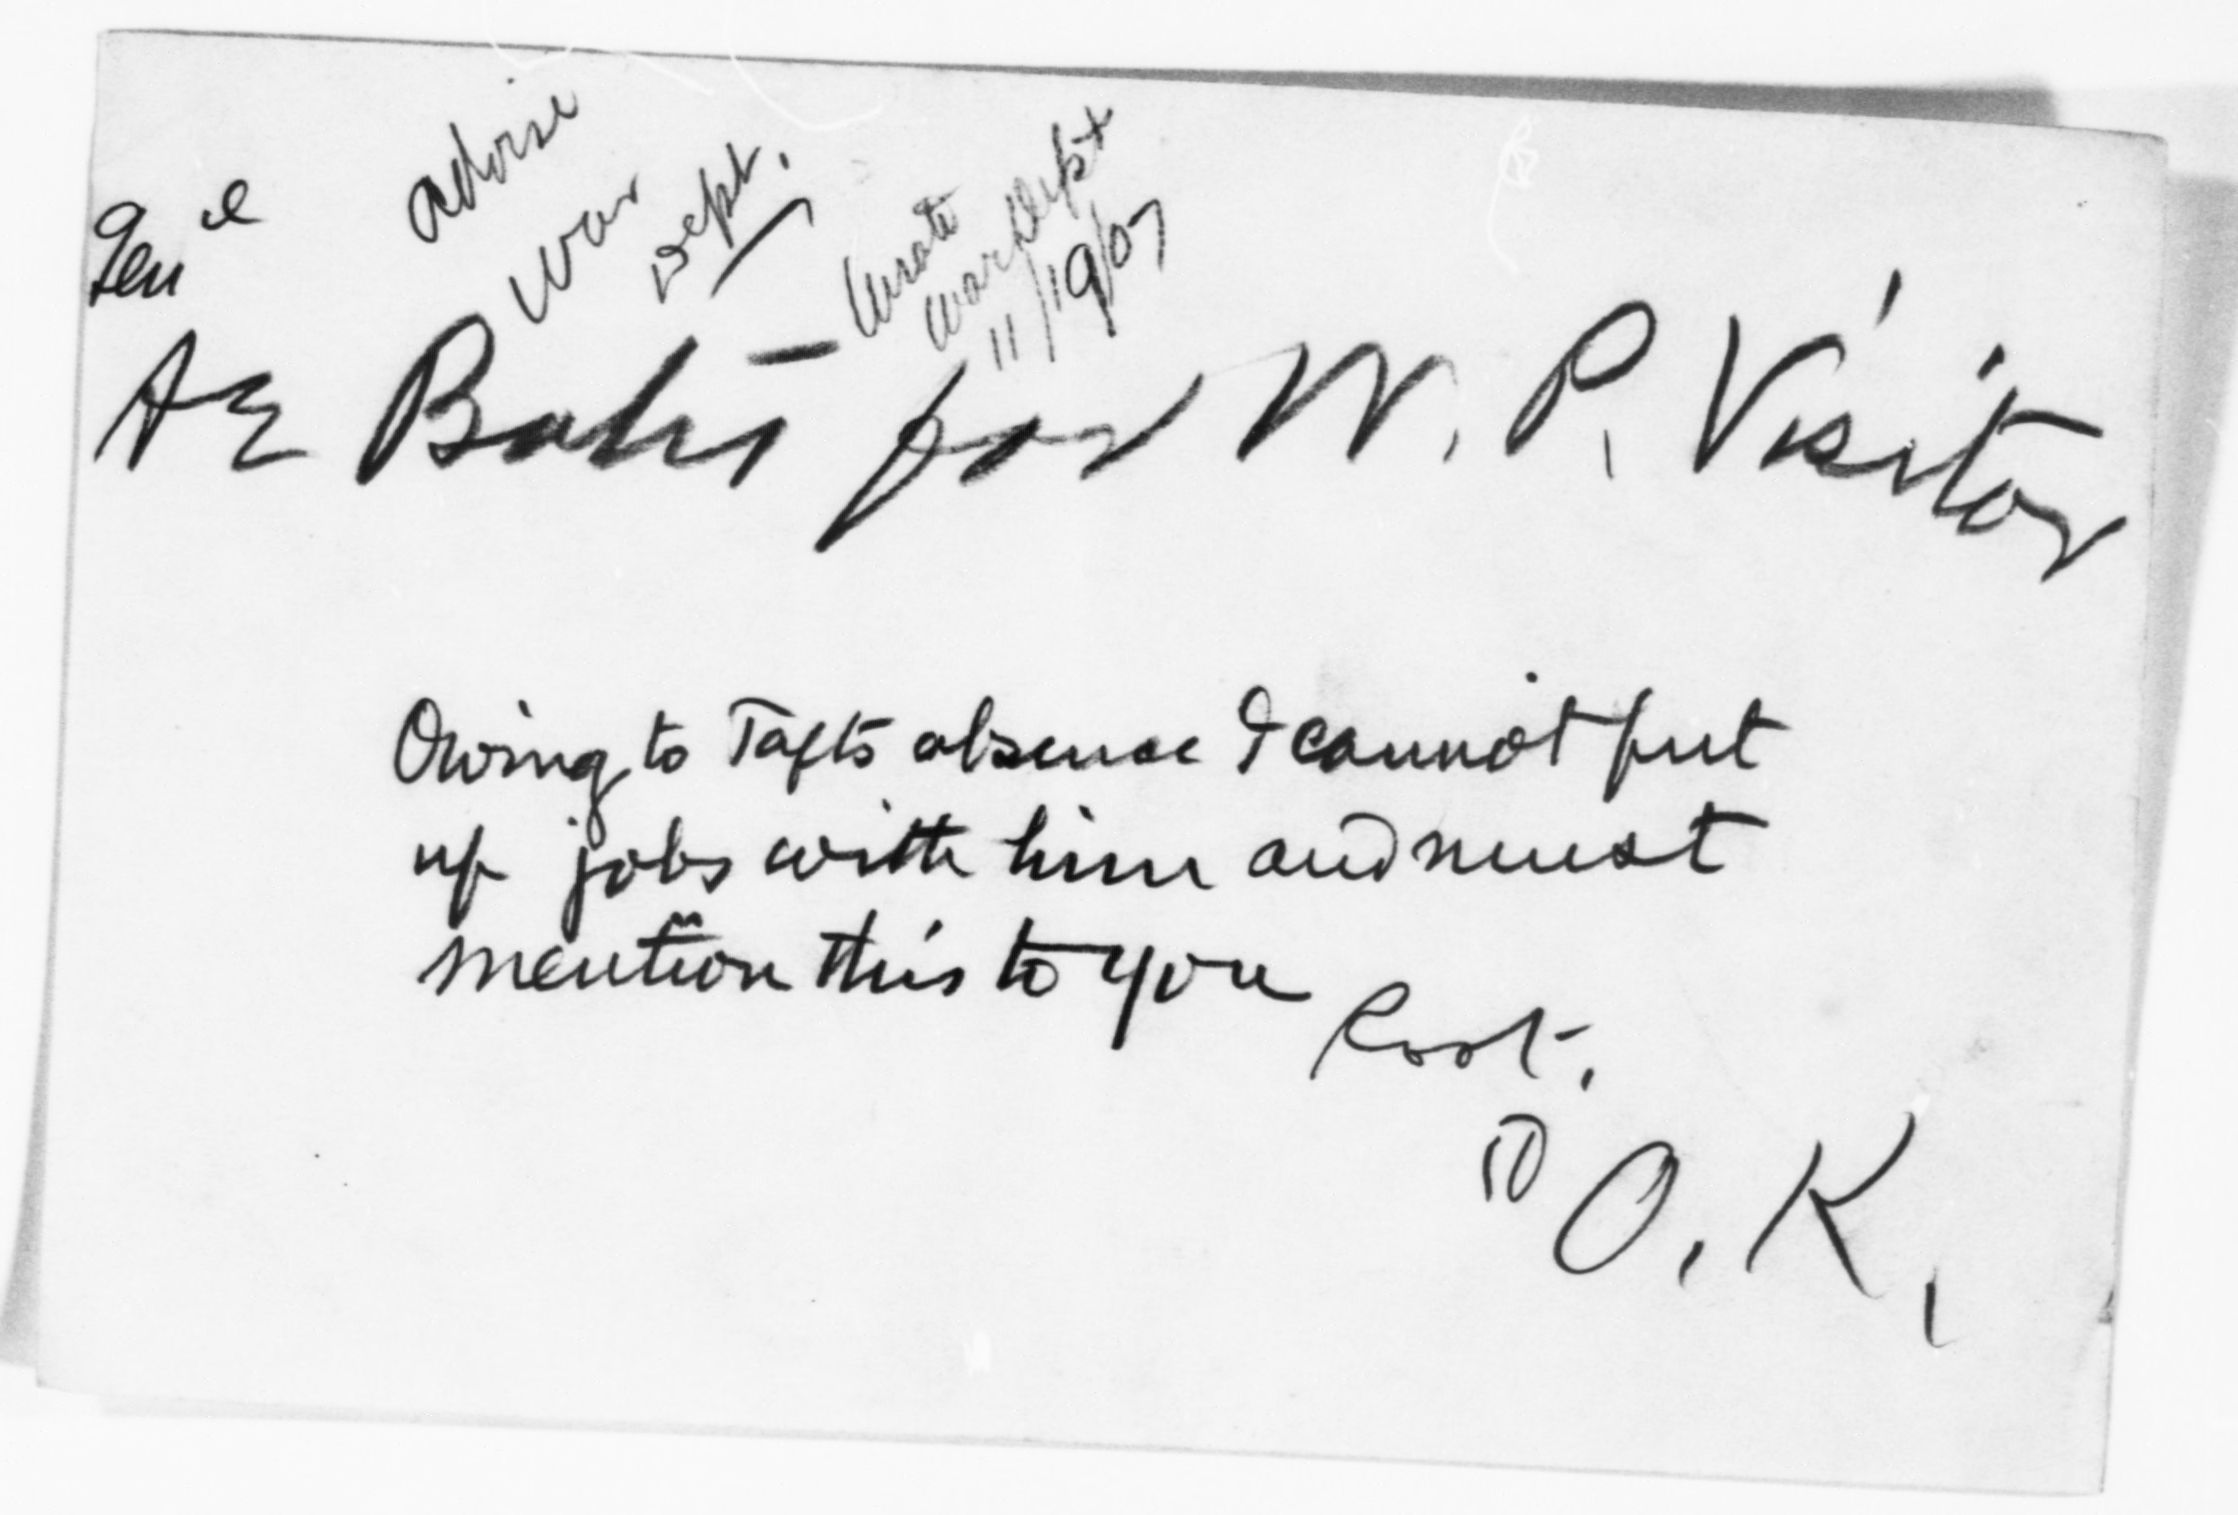 Genl
advise
War
Dept.
Wrote
War Dept
11/19/07
A E Bates – for W. P. Visitor
Owing to Tafts absence I cannot put
up jobs with him and must
mention this to you
Root.
O. K.